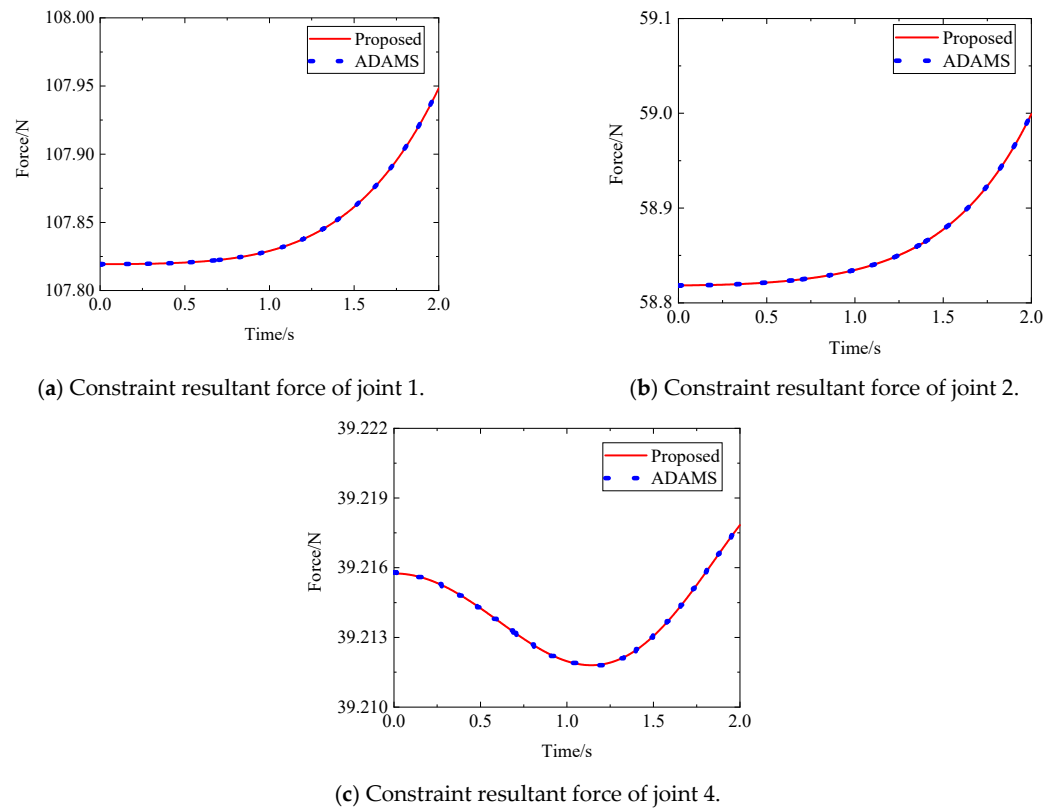 108.00
107.95
107.90
107.85
107.80
Force/N
Proposed
ADAMS
0.0 0.5 1.0 1.5 2.0
Time/s
(a) Constraint resultant force of joint 1.
59.1
59.0
58.9
58.8
Force/N
Proposed
ADAMS
0.0 0.5 1.0 1.5 2.0
Time/s
(b) Constraint resultant force of joint 2.
39.222
39.219
39.216
39.213
39.210
Force/N
Proposed
ADAMS
0.0 0.5 1.0 1.5 2.0
Time/s
(c) Constraint resultant force of joint 4.